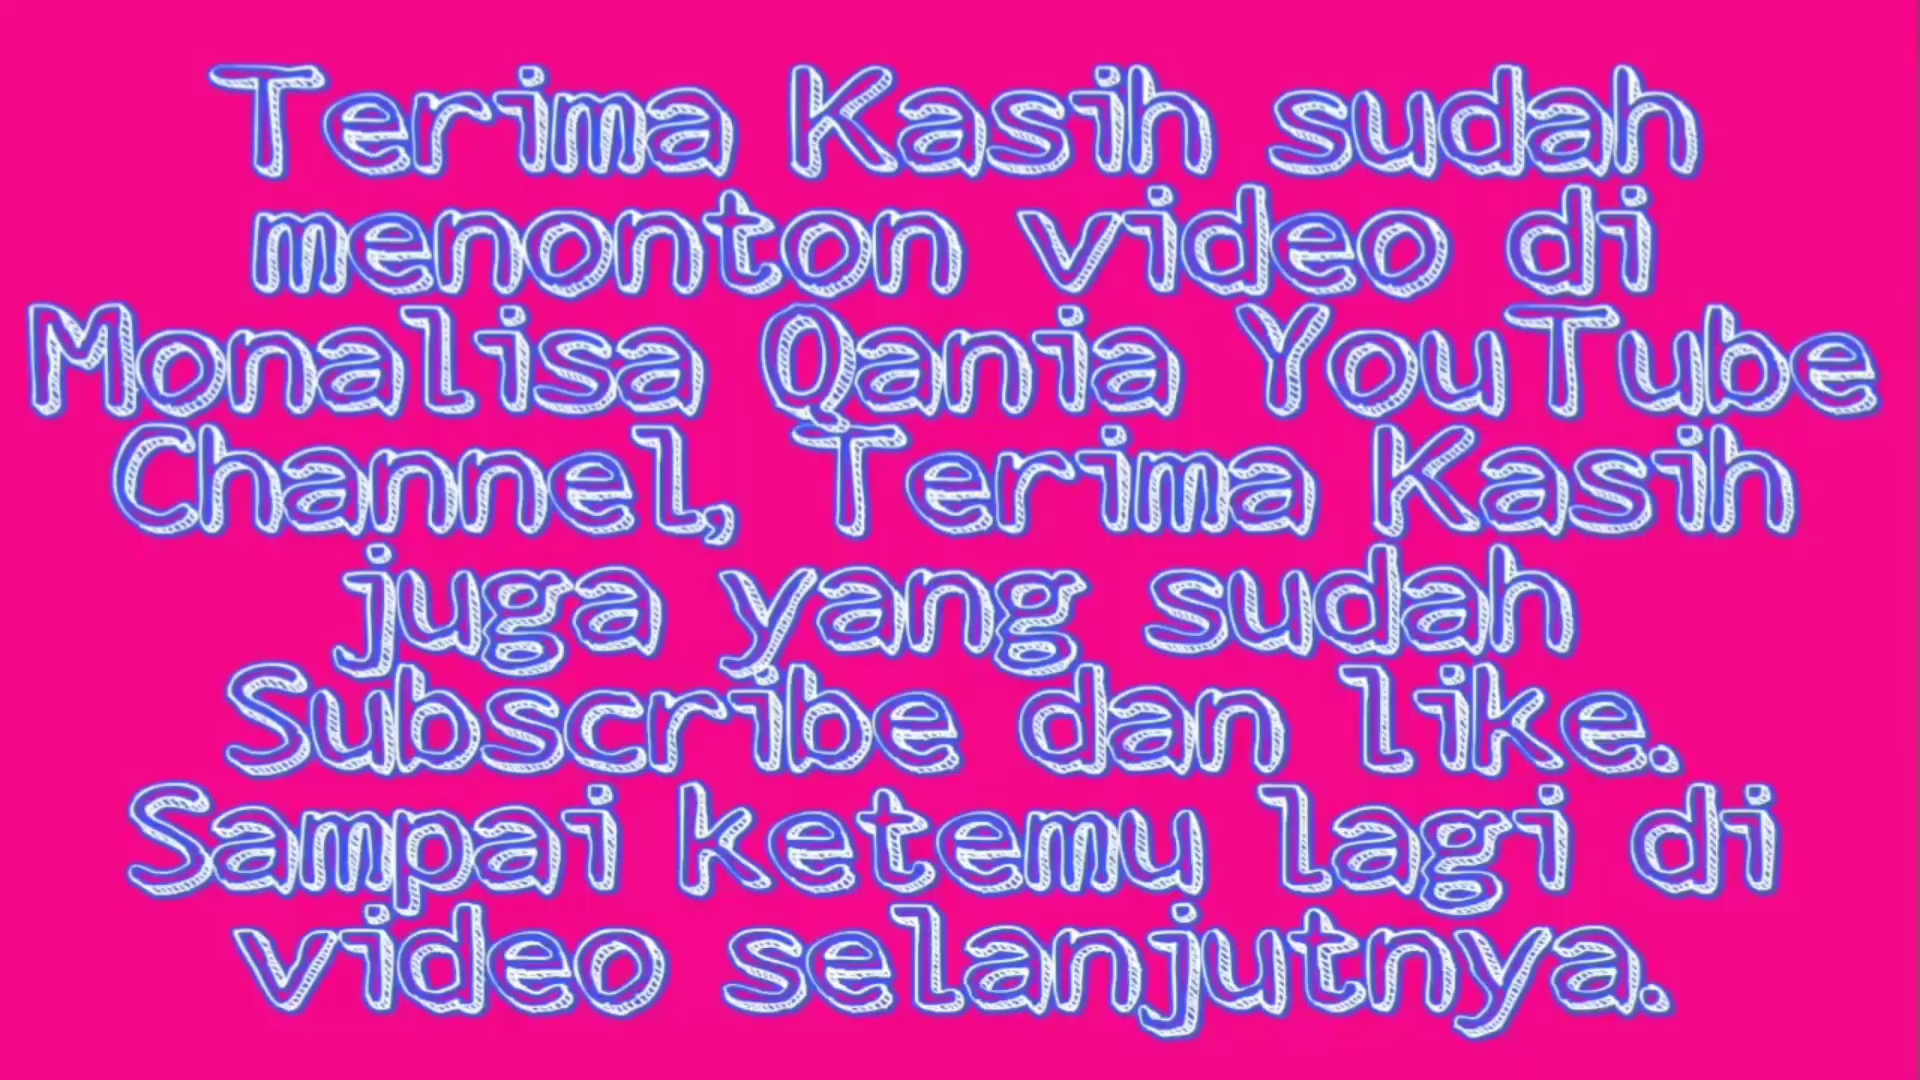 Terima Kasih sudah
menonton video di
Monalisa Qania YouTube
Channel, Terima Kasih
juga yang sudah
Subscribe dan like.
Sampai ketemu lagi di
video selanjutnya.